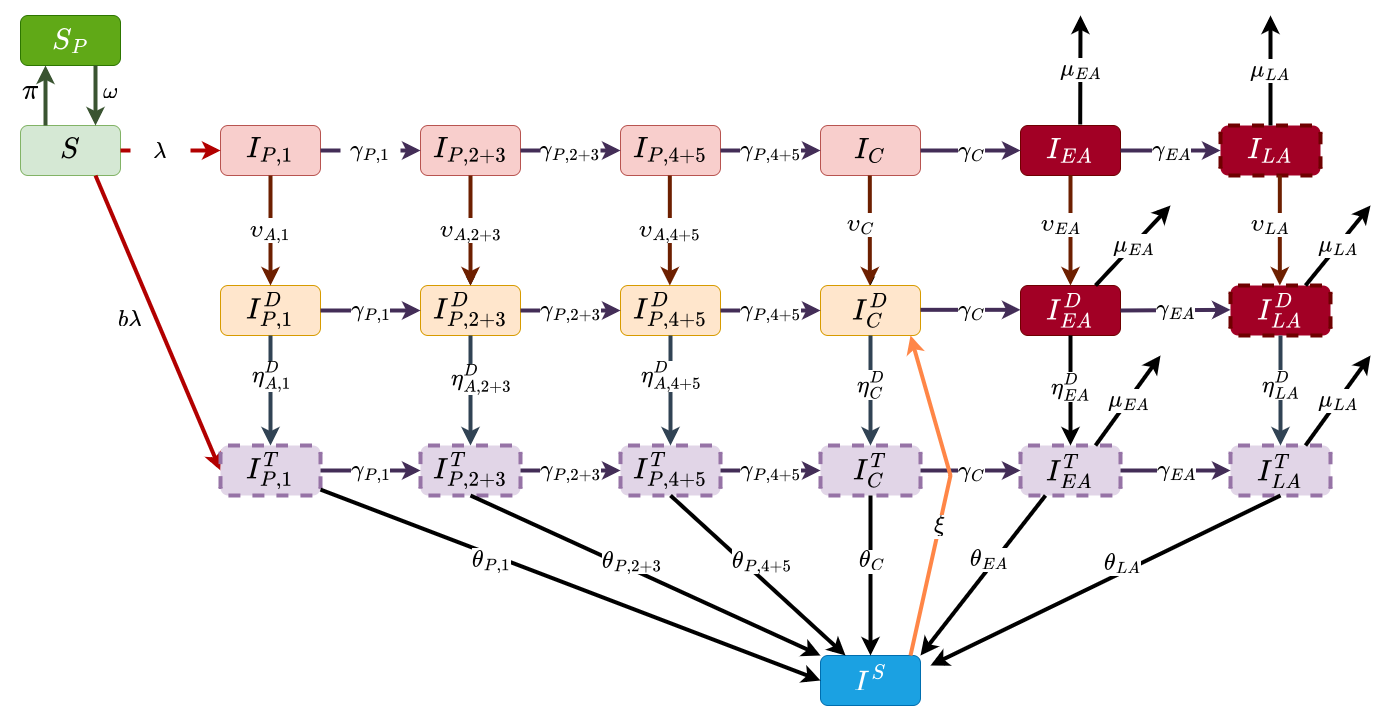 S_P μ_EA μ_LA
π ω
S λ I_{P,1} γ_{P,1} I_{P,2+3} γ_{P,2+3} I_{P,4+5} γ_{P,4+5} I_C γ_C I_{EA} γ_{EA} I_{LA}
υ_{A,1} υ_{A,2+3} υ_{A,4+5} υ_C υ_{EA} μ_{EA} υ_{LA} μ_{LA}
bλ I^D_{P,1} γ_{P,1} I^D_{P,2+3} γ_{P,2+3} I^D_{P,4+5} γ_{P,4+5} I^D_C γ_C I^D_{EA} γ_{EA} I^D_{LA}
η^D_{A,1} η^D_{A,2+3} η^D_{A,4+5} η^D_C η^D_{EA} μ_{EA} η^D_{LA} μ_{LA}
I^T_{P,1} γ_{P,1} I^T_{P,2+3} γ_{P,2+3} I^T_{P,4+5} γ_{P,4+5} I^T_C γ_C I^T_{EA} γ_{EA} I^T_{LA}
ξ
θ_{P,1} θ_{P,2+3} θ_{P,4+5} θ_C θ_{EA} θ_{LA}
I^S